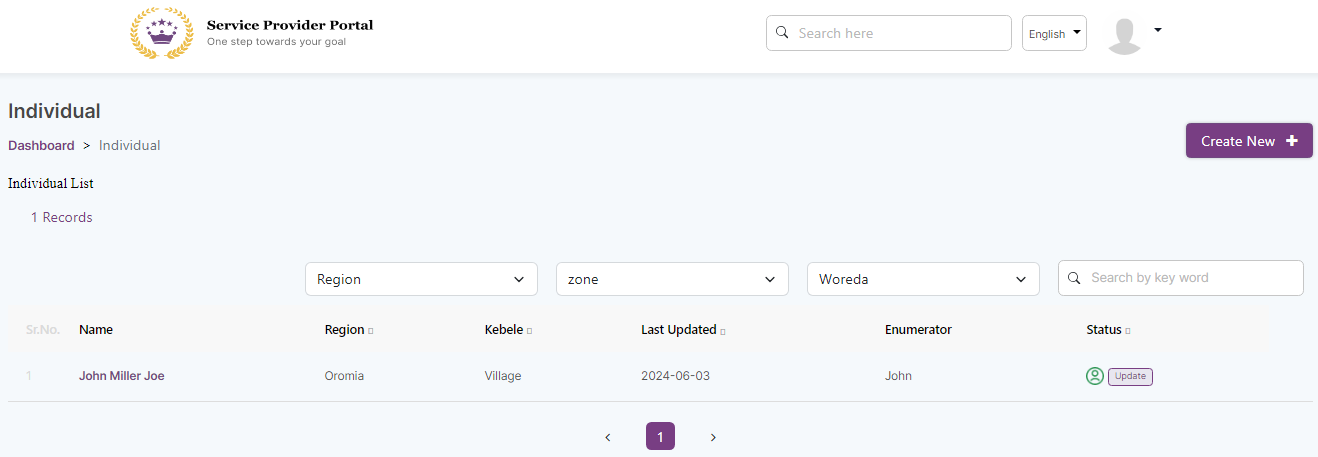 Service Provider Portal
One step towards your goal
Search here
English
Individual
Dashboard > Individual
Create New +
Individual List
1 Records
Region
zone
Woreda
Search by key word
Sr.No. Name Region Kebele Last Updated Enumerator Status
1 John Miller Joe Oromia Village 2024-06-03 John Update
< 1 >